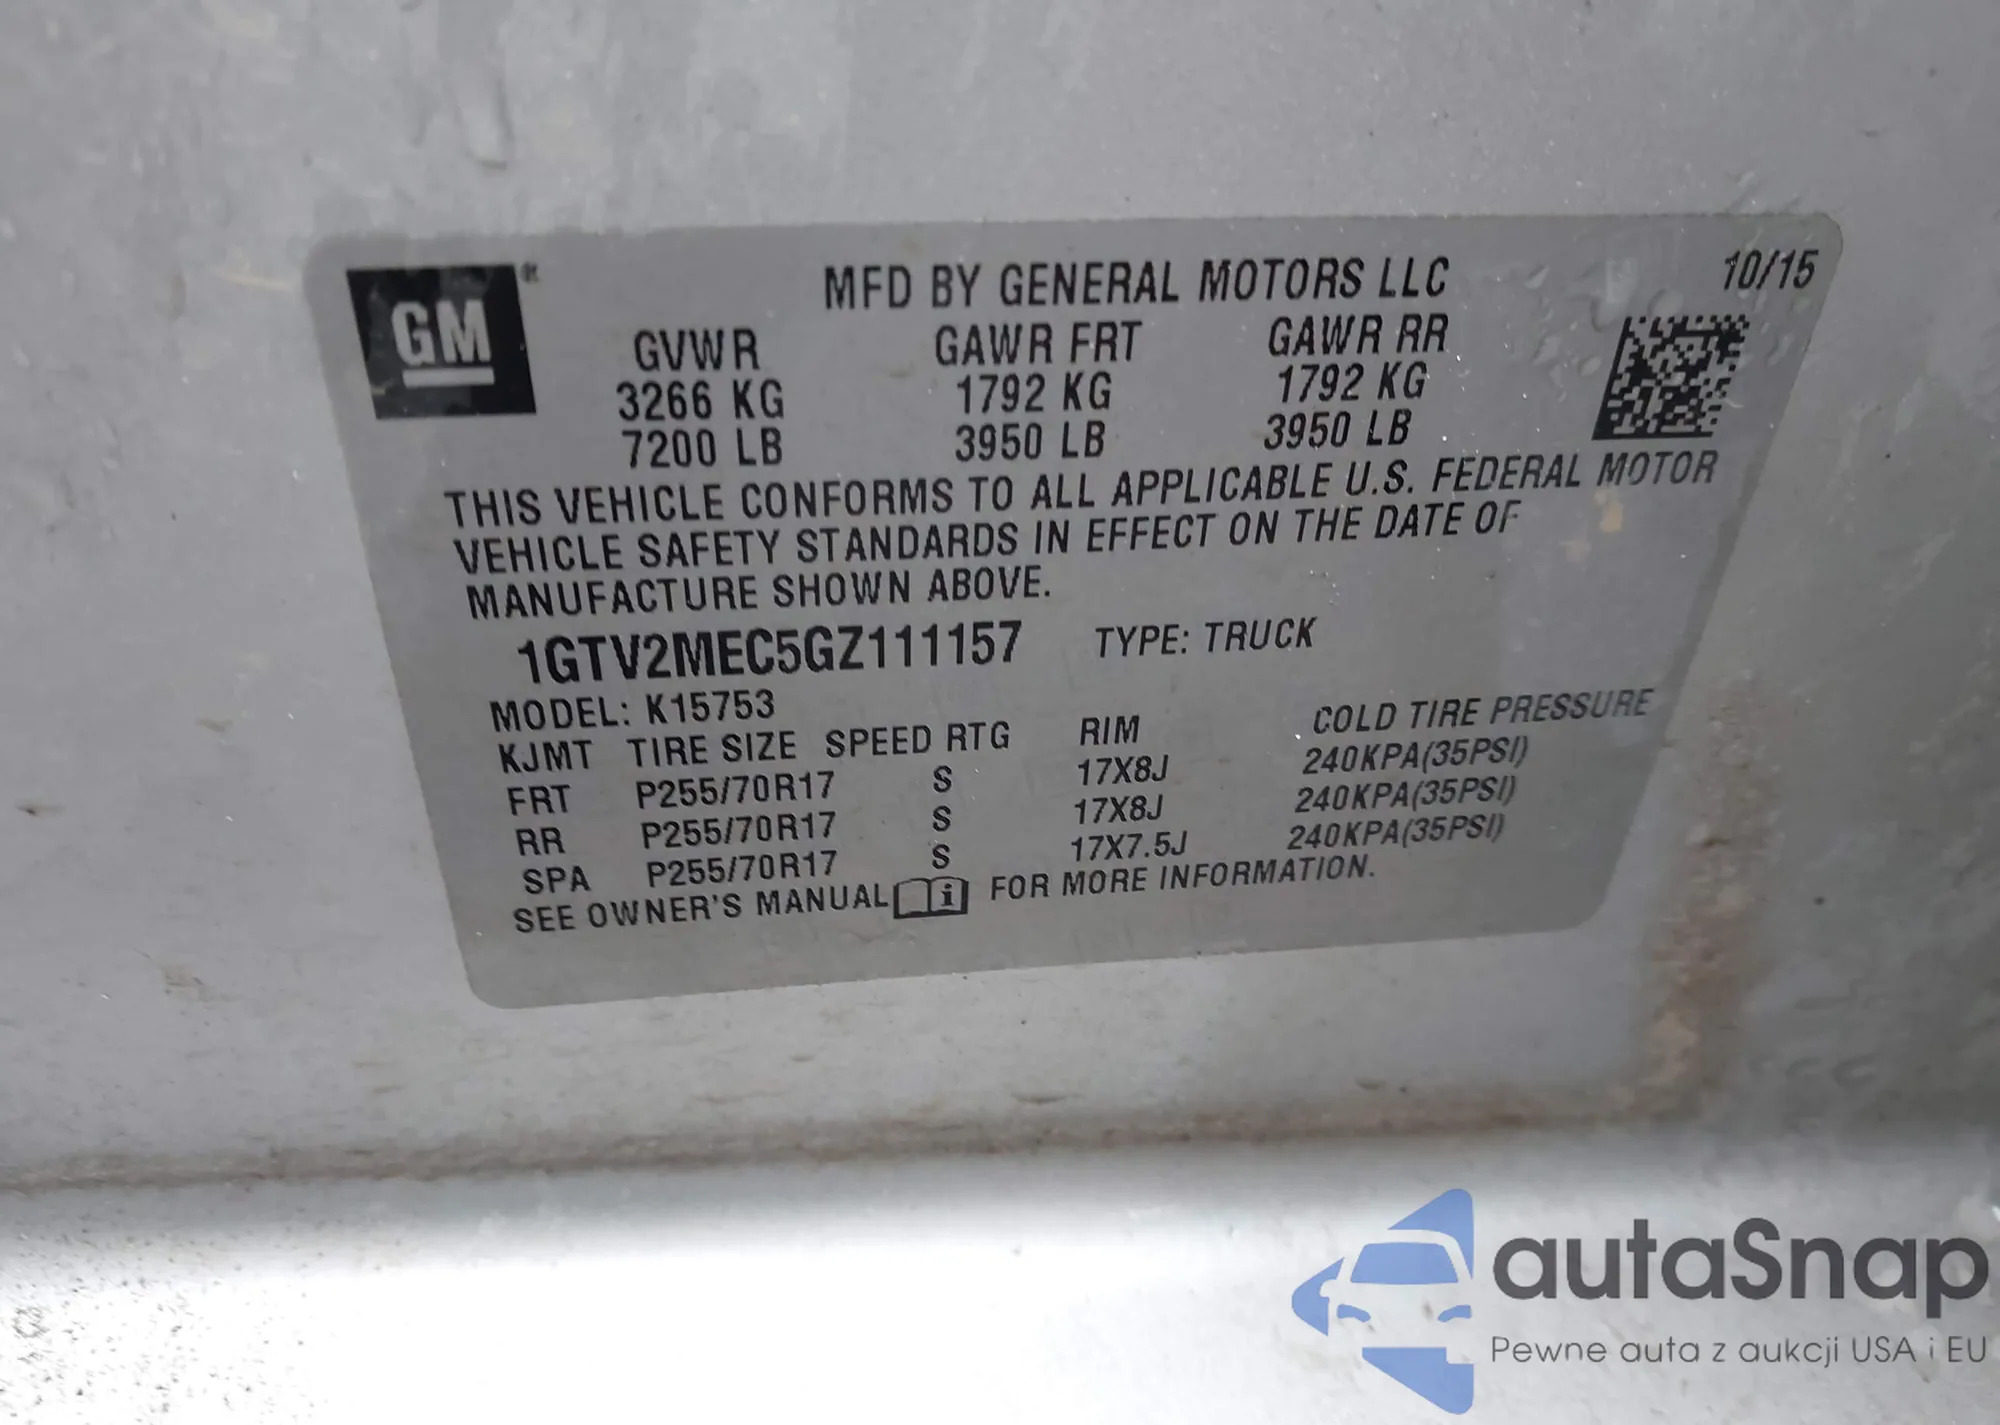 GM
MFD BY GENERAL MOTORS LLC 10/15
GVWR GAWR FRT GAWR RR
3266 KG 1792 KG 1792 KG
7200 LB 3950 LB 3950 LB
THIS VEHICLE CONFORMS TO ALL APPLICABLE U.S. FEDERAL MOTOR
VEHICLE SAFETY STANDARDS IN EFFECT ON THE DATE OF
MANUFACTURE SHOWN ABOVE.
1GTV2MEC5GZ111157 TYPE: TRUCK
MODEL: K15753
KJMT TIRE SIZE SPEED RTG RIM COLD TIRE PRESSURE
FRT P255/70R17 S 17X8J 240KPA(35PSI)
RR P255/70R17 S 17X8J 240KPA(35PSI)
SPA P255/70R17 S 17X7.5J 240KPA(35PSI)
SEE OWNER'S MANUAL i FOR MORE INFORMATION.
autaSnap
Pewne auta z aukcji USA i EU